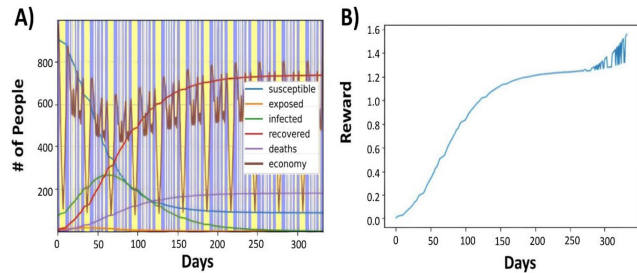 A)
# of People
800
600
400
200
0
50
100
150
200
250
300
Days
susceptible
exposed
infected
recovered
deaths
economy
B)
Reward
1.6
1.4
1.2
1.0
0.8
0.6
0.4
0.2
0.0
0
50
100
150
200
250
300
Days